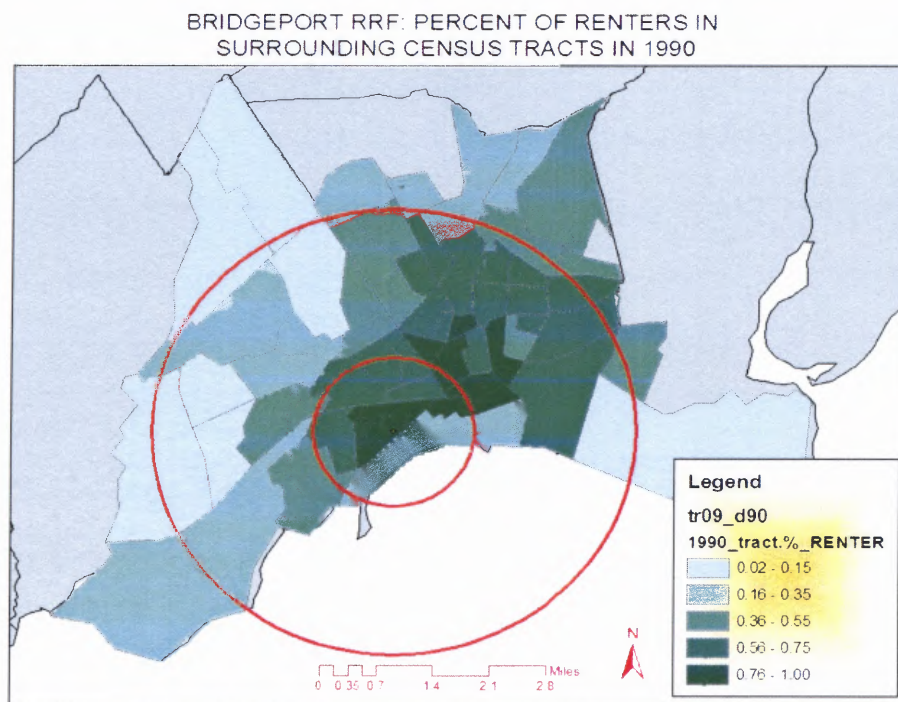 BRIDGEPORT RRF: PERCENT OF RENTERS IN
SURROUNDING CENSUS TRACTS IN 1990
Legend
tr09_d90
1990_tract.%_RENTER
0.02 - 0.15
0.16 - 0.35
0.36 - 0.55
0.56 - 0.75
0.76 - 1.00
N
Miles
0 0.35 0.7 1.4 2.1 2.8